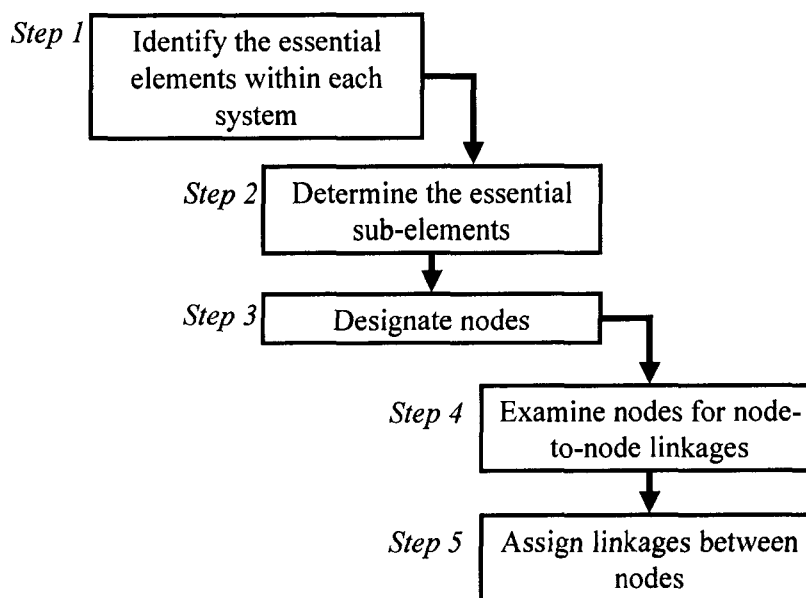 Step 1
Identify the essential
elements within each
system
Step 2
Determine the essential
sub-elements
Step 3
Designate nodes
Step 4
Examine nodes for node-
to-node linkages
Step 5
Assign linkages between
nodes